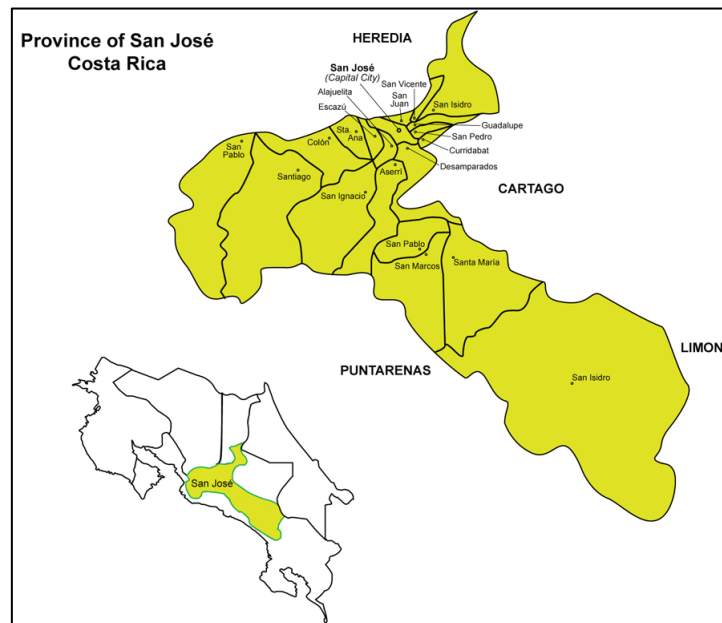 Province of San José
Costa Rica
HEREDIA
San José
(Capital City)
San Vicente
San
Juan
San Isidro
Alajuelita
Escazú
Guadalupe
San Pedro
Curridabat
Desamparados
Sta.
Ana
Colón
San
Pablo
Santiago
Aserrí
San Ignacio
CARTAGO
San Pablo
San Marcos
Santa María
PUNTARENAS
LIMON
San Isidro
San José